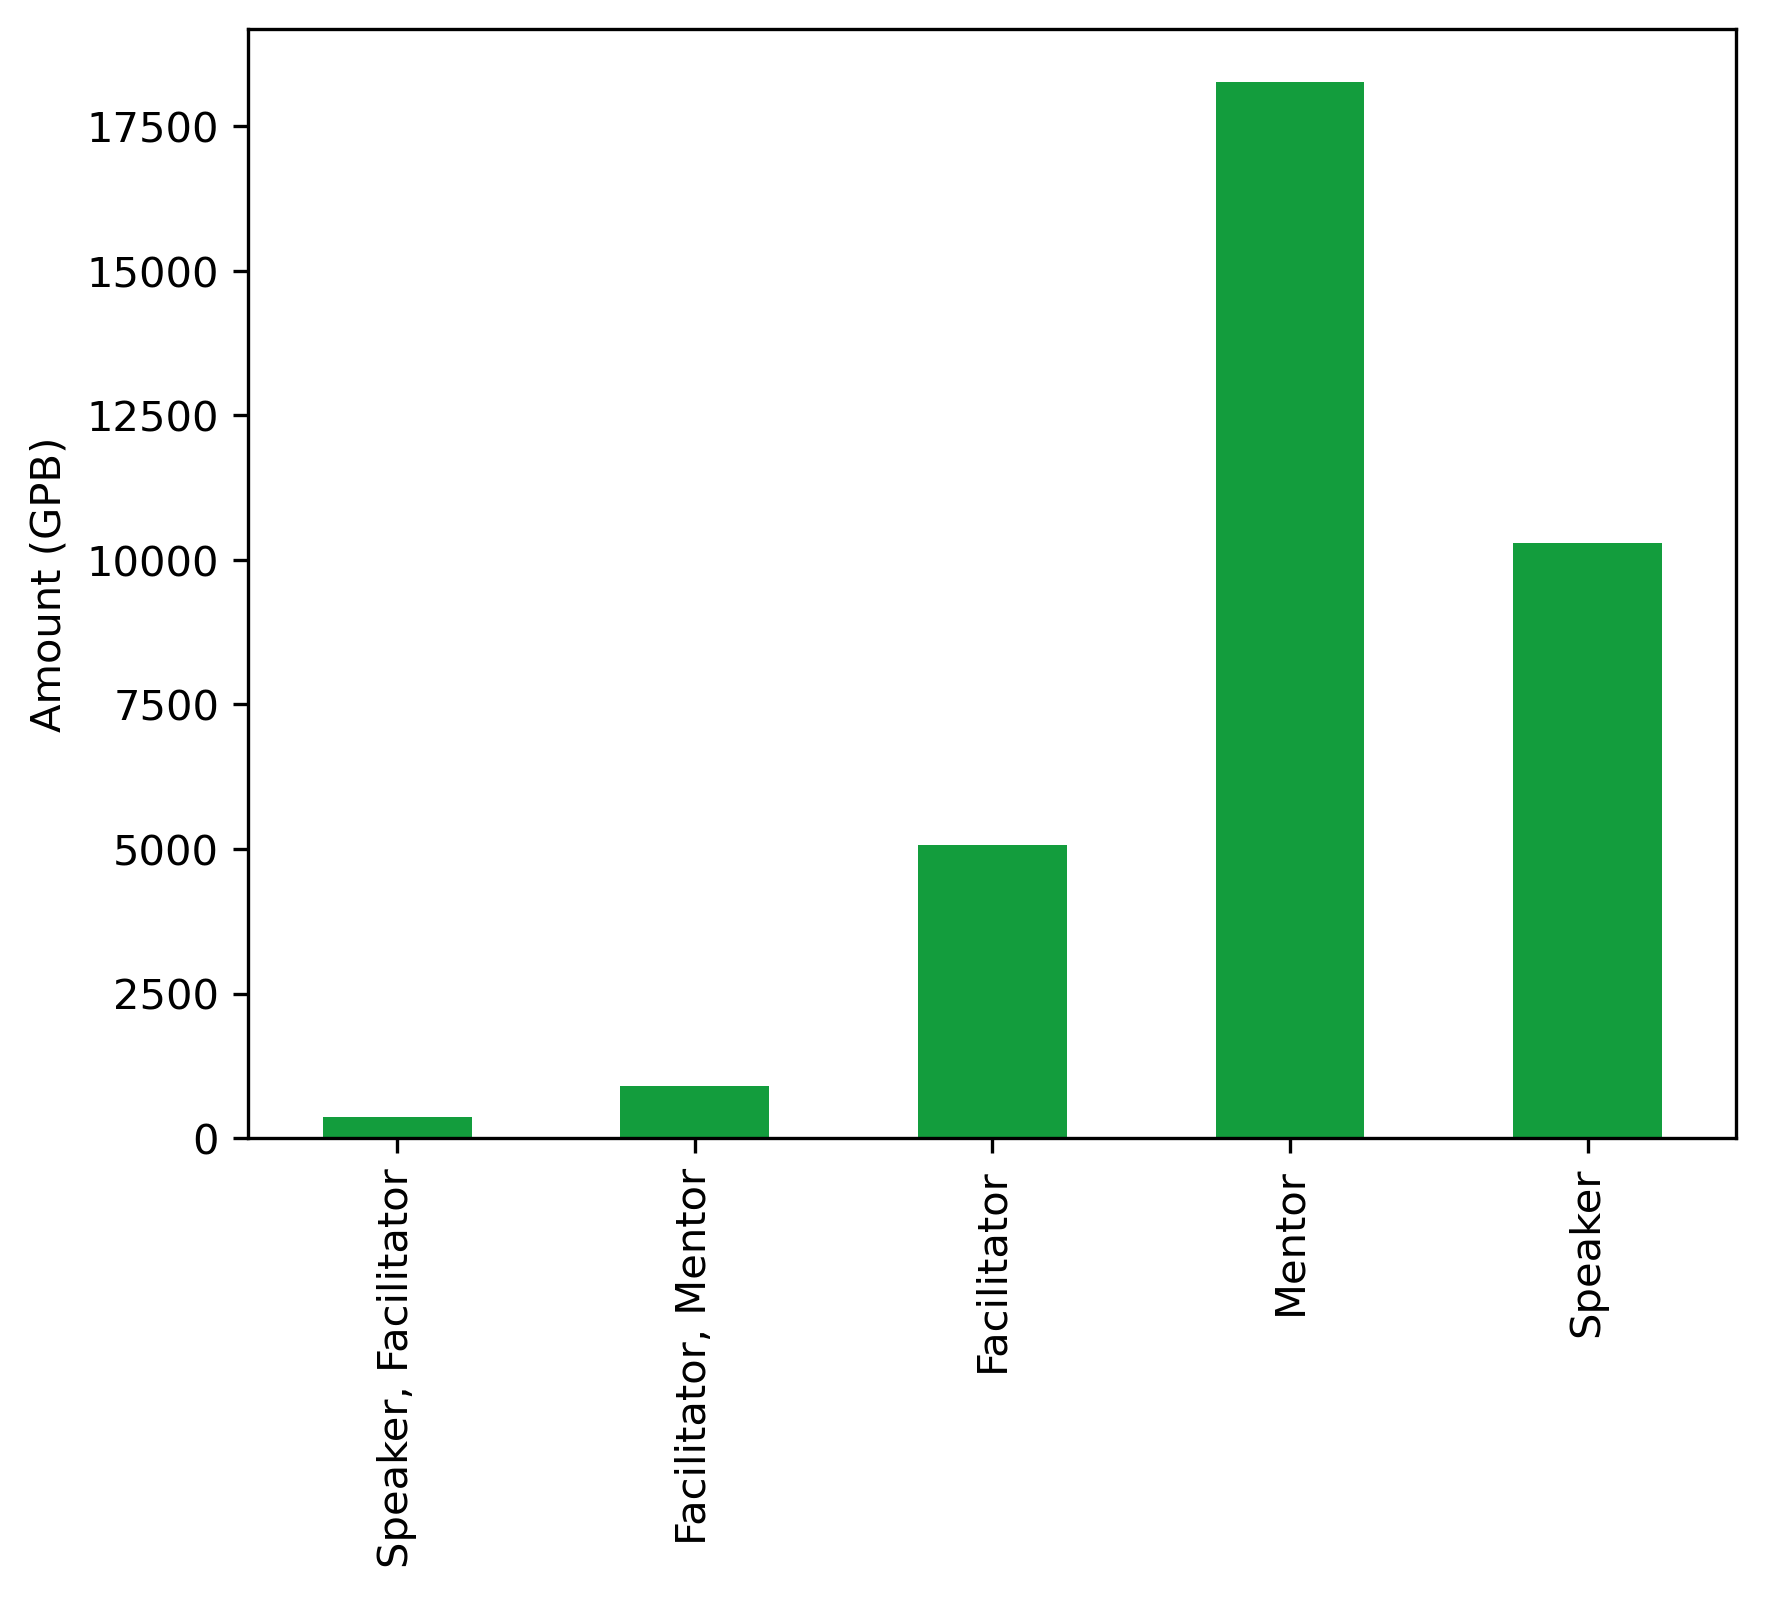 Amount (GPB)
17500
15000
12500
10000
7500
5000
2500
0
Speaker, Facilitator
Facilitator, Mentor
Facilitator
Mentor
Speaker